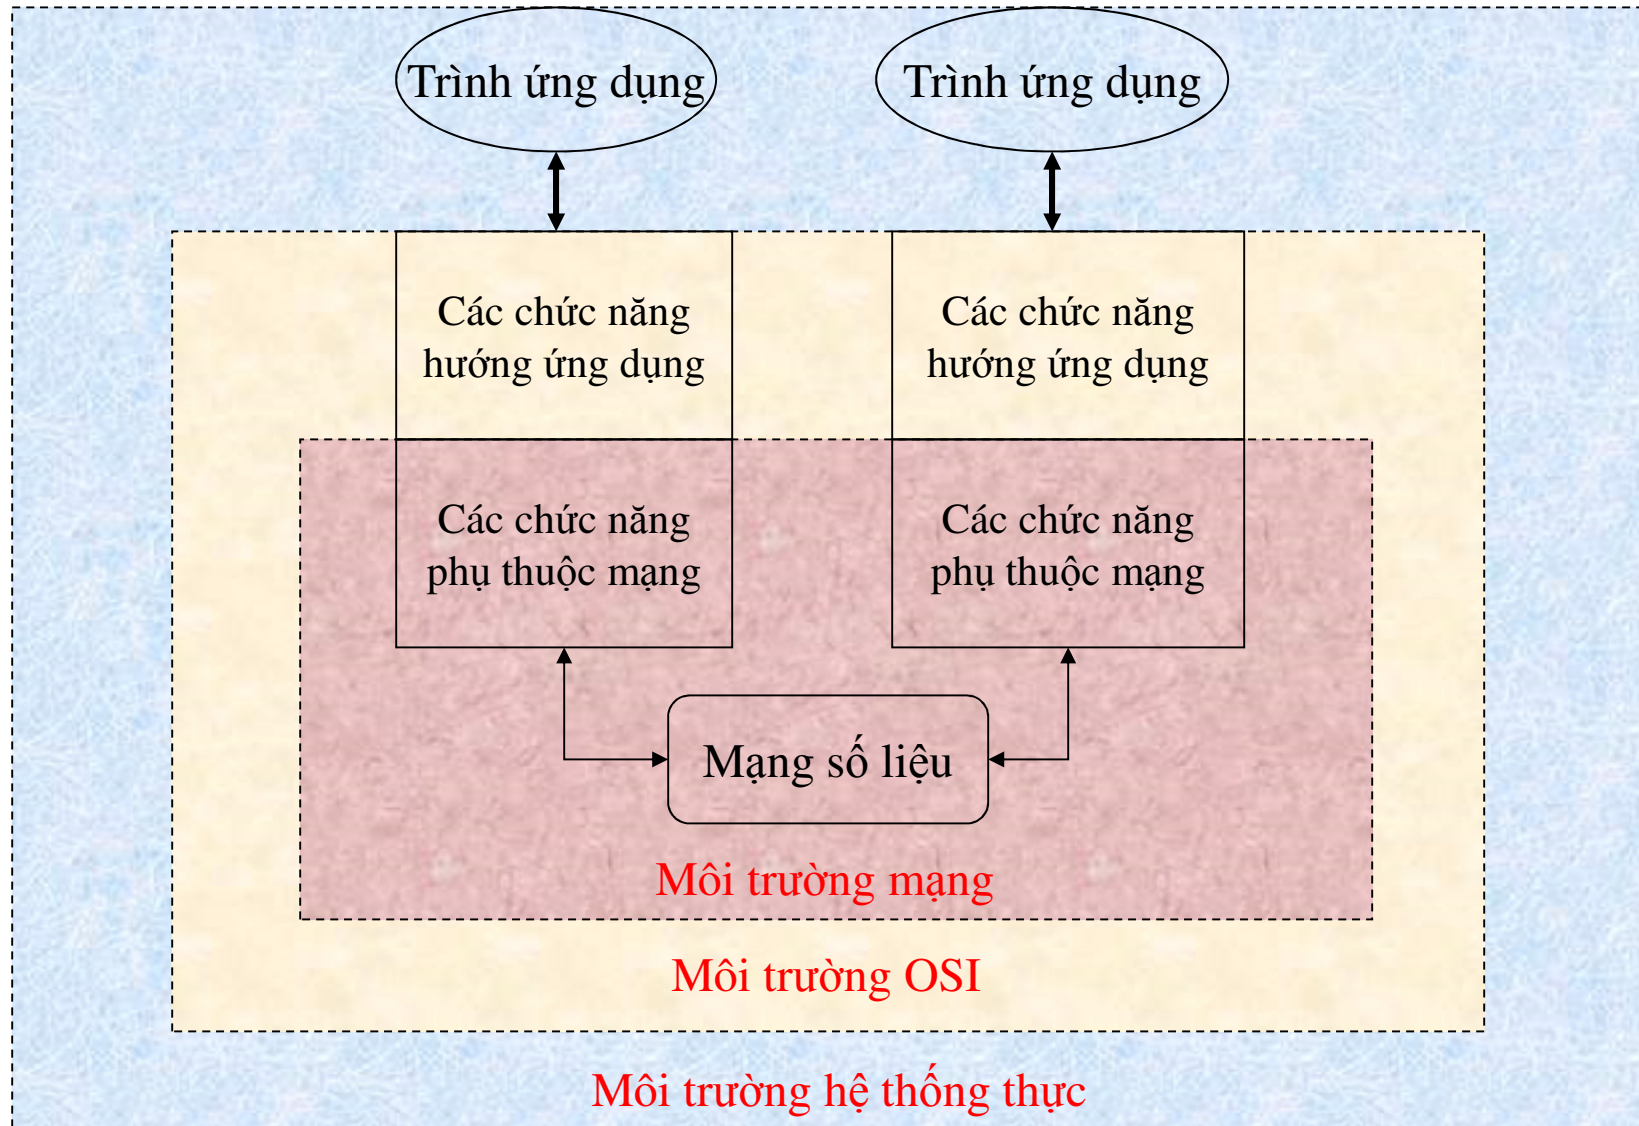 Trình ứng dụng
Trình ứng dụng
Các chức năng
hướng ứng dụng
Các chức năng
hướng ứng dụng
Các chức năng
phụ thuộc mạng
Các chức năng
phụ thuộc mạng
Mạng số liệu
Môi trường mạng
Môi trường OSI
Môi trường hệ thống thực